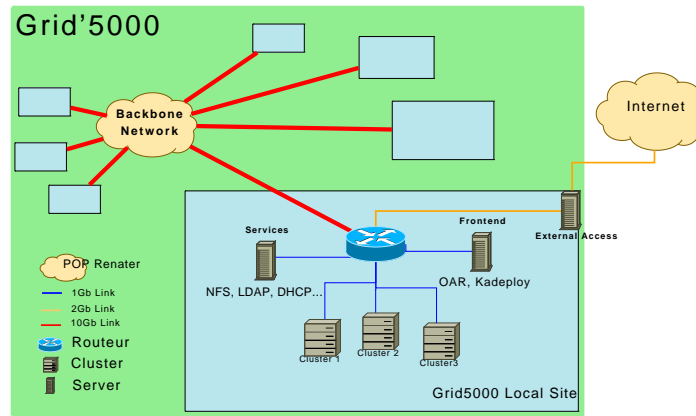 Grid'5000
Backbone
Network
Internet
Services
Frontend
External Access
NFS, LDAP, DHCP...
OAR, Kadeploy
POP Renater
1Gb Link
2Gb Link
10Gb Link
Routeur
Cluster
Server
Cluster 1
Cluster 2
Cluster3
Grid5000 Local Site